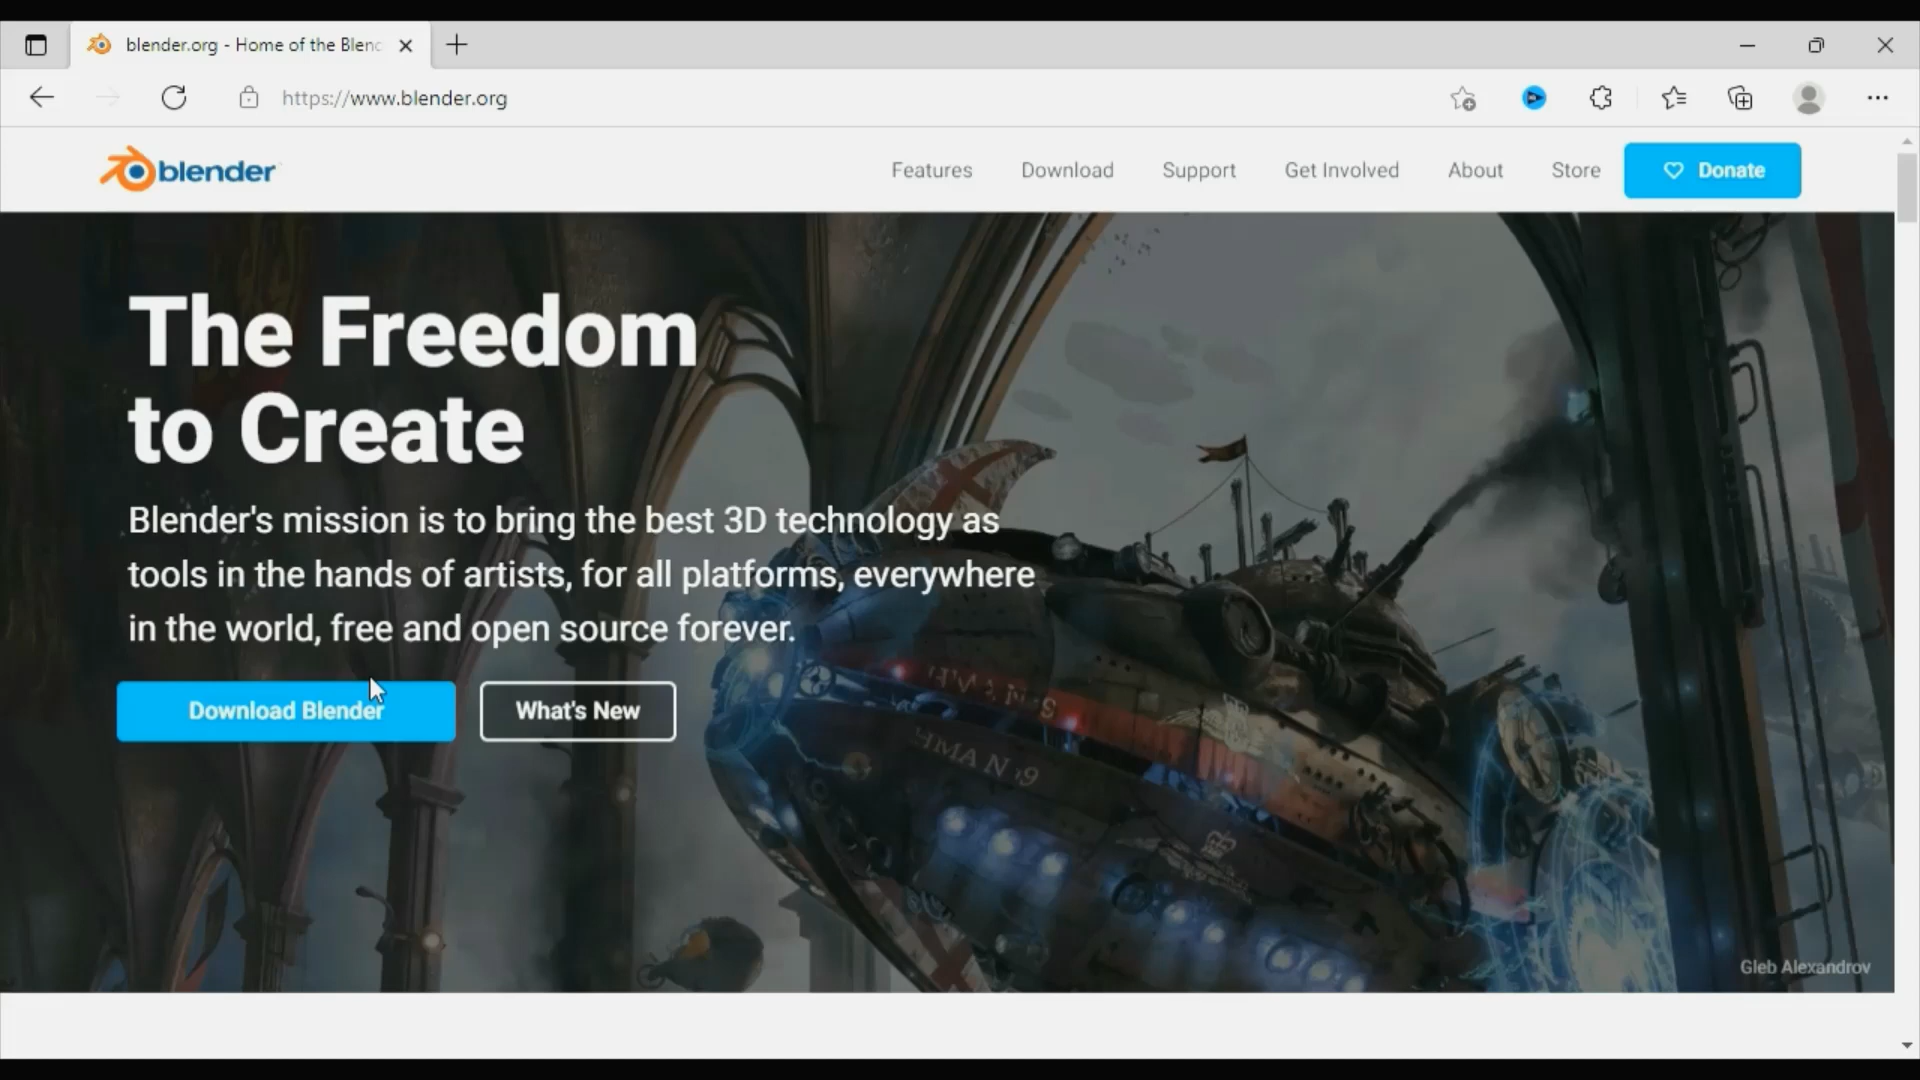 blender.org - Home of the Blenc
https://www.blender.org
blender
Features
Download
Support
Get Involved
About
Store
Donate
The Freedom
to Create
Blender's mission is to bring the best 3D technology as
tools in the hands of artists, for all platforms, everywhere
in the world, free and open source forever.
Download Blender
What's New
Gleb Alexandrov